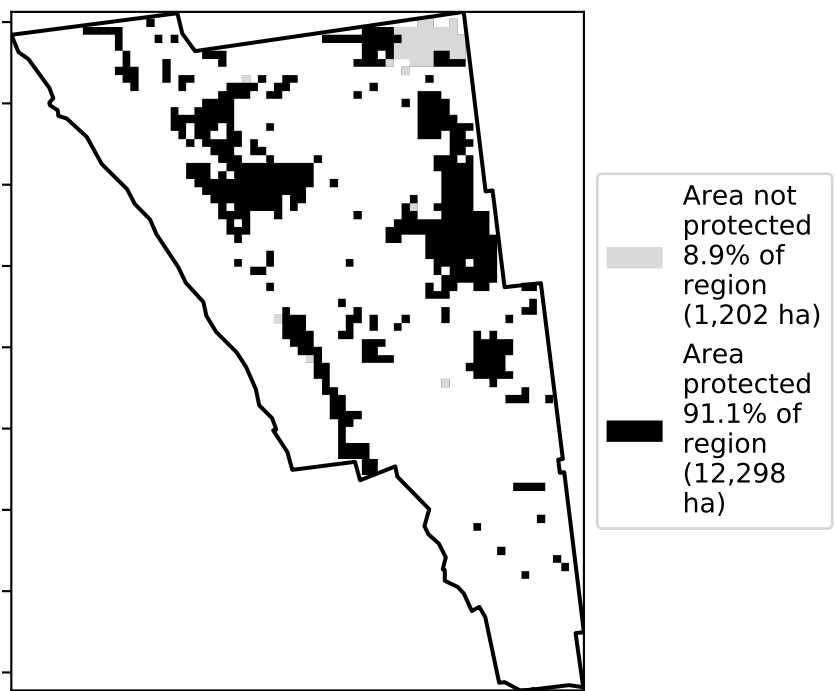 Area not
protected
8.9% of
region
(1,202 ha)
Area
protected
91.1% of
region
(12,298
ha)